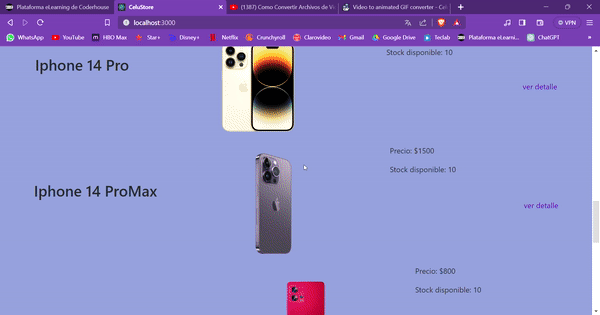 Plataforma eLearning de Coderhouse
CeluStore
(1387) Como Convertir Archivos de Vi
Video to animated GIF converter -
localhost:3000
VPN
WhatsApp YouTube HBO Max Star+ Disney+ Netflix Crunchyroll Clarovideo Gmail Google Drive Teclab Plataforma eLearni... ChatGPT
Stock disponible: 10
Iphone 14 Pro
ver detalle
Precio: $1500
Stock disponible: 10
Iphone 14 ProMax
ver detalle
Precio: $800
Stock disponible: 10